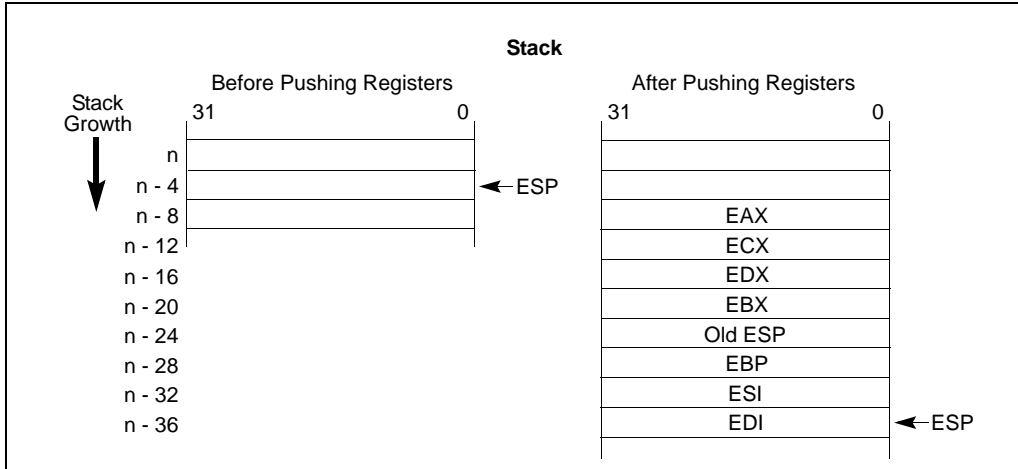 Stack
Before Pushing Registers
After Pushing Registers
Stack
Growth
31 0
31 0
n
n - 4
ESP
n - 8
EAX
n - 12
ECX
n - 16
EDX
n - 20
EBX
n - 24
Old ESP
n - 28
EBP
n - 32
ESI
n - 36
EDI
ESP